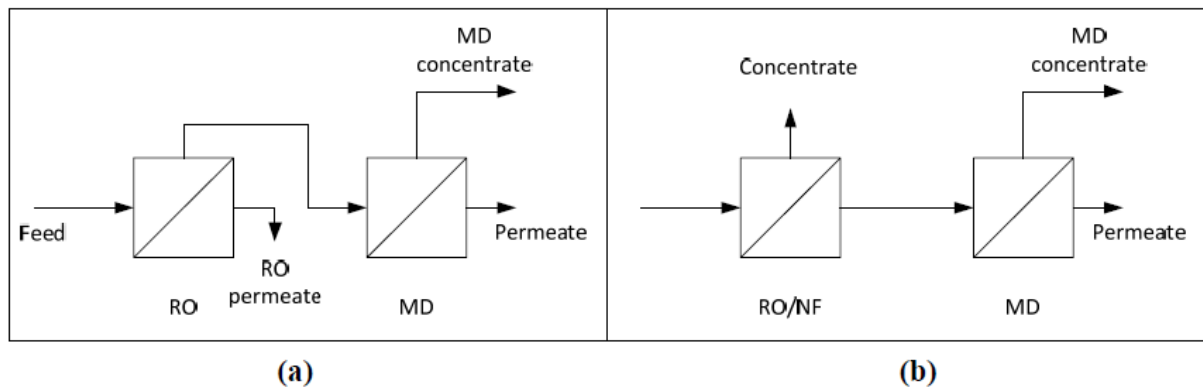 MD
concentrate
Feed
RO
permeate
Permeate
RO
MD
(a)
Concentrate
MD
concentrate
Permeate
RO/NF
MD
(b)